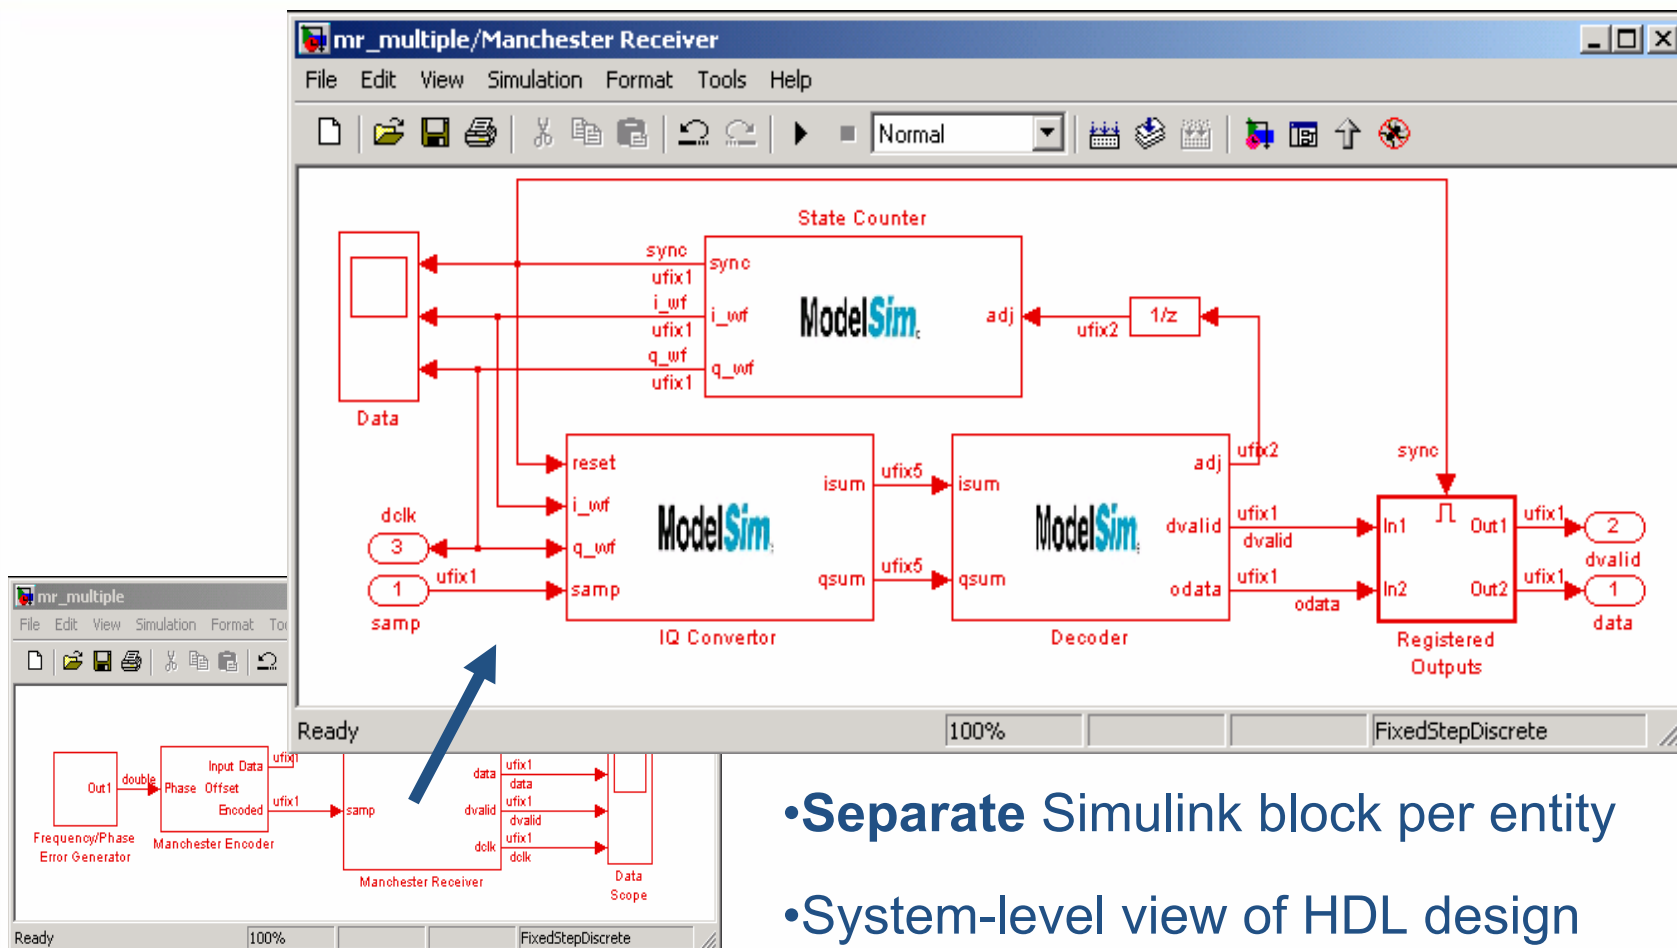 mr_multiple/Manchester Receiver
File Edit View Simulation Format Tools Help
Normal
State Counter
sync
ufix1
sync
i_wf
ufix1
i_wf
q_wf
ufix1
q_wf
ModelSim
adj
ufix2
1/z
Data
reset
i_wf
q_wf
samp
ModelSim
isum
qsum
IQ Convertor
ufix5
ufix5
isum
qsum
ModelSim
adj
dvalid
odata
Decoder
ufix2
ufix1
dvalid
ufix1
odata
sync
In1
In2
Out1
Out2
Registered
Outputs
ufix1
2
dvalid
ufix1
1
data
dclk
3
ufix1
1
samp
Ready 100% FixedStepDiscrete
mr_multiple
File Edit View Simulation Format
Out1
Frequency/Phase
Error Generator
double
Phase Offset
Input Data
Encoded
Manchester Encoder
ufix1
ufix1
samp
data
dvalid
dclk
Manchester Receiver
ufix1
data
ufix1
dvalid
ufix1
dclk
Data
Scope
Ready 100% FixedStepDiscrete
•Separate Simulink block per entity
•System-level view of HDL design